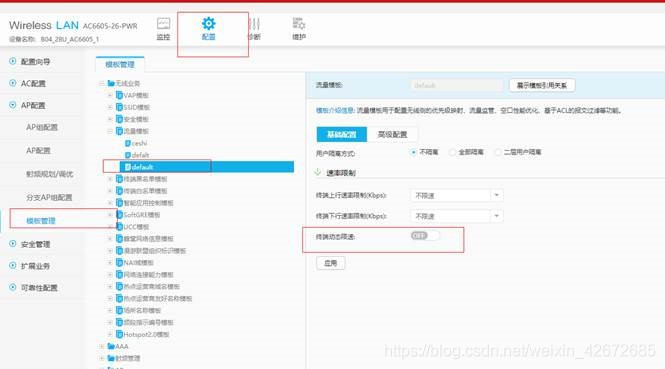 Wireless LAN AC6605-26-PWR
设备名称: B04_28U_AC6605_1
监控
配置
诊断
维护
配置向导
AC配置
AP配置
AP组配置
AP配置
射频规划/调优
分支AP组配置
模板管理
安全管理
扩展业务
可靠性配置
模板管理
无线业务
VAP模板
SSID模板
安全模板
流量模板
ceshi
defalt
default
终端黑名单模板
终端白名单模板
智能应用控制模板
SoftGRE模板
UCC模板
蜂窝网络信息模板
漫游联盟组织标识模板
NAI域模板
网络连接能力模板
热点运营商域名模板
热点运营商友好名称模板
场所名称模板
频段指示编号模板
Hotspot2.0模板
AAA
射频管理
流量模板:
default
展示模板引用关系
模板介绍信息: 流量模板用于配置无线侧的优先级映射、流量监管、空口性能优化、基于ACL的报文过滤等功能。
基础配置
高级配置
用户隔离方式:
不隔离
全部隔离
二层用户隔离
速率限制
终端上行速率限制(Kbps):
不限速
终端下行速率限制(Kbps):
不限速
终端动态限速:
OFF
应用
https://blog.csdn.net/weixin_42672685